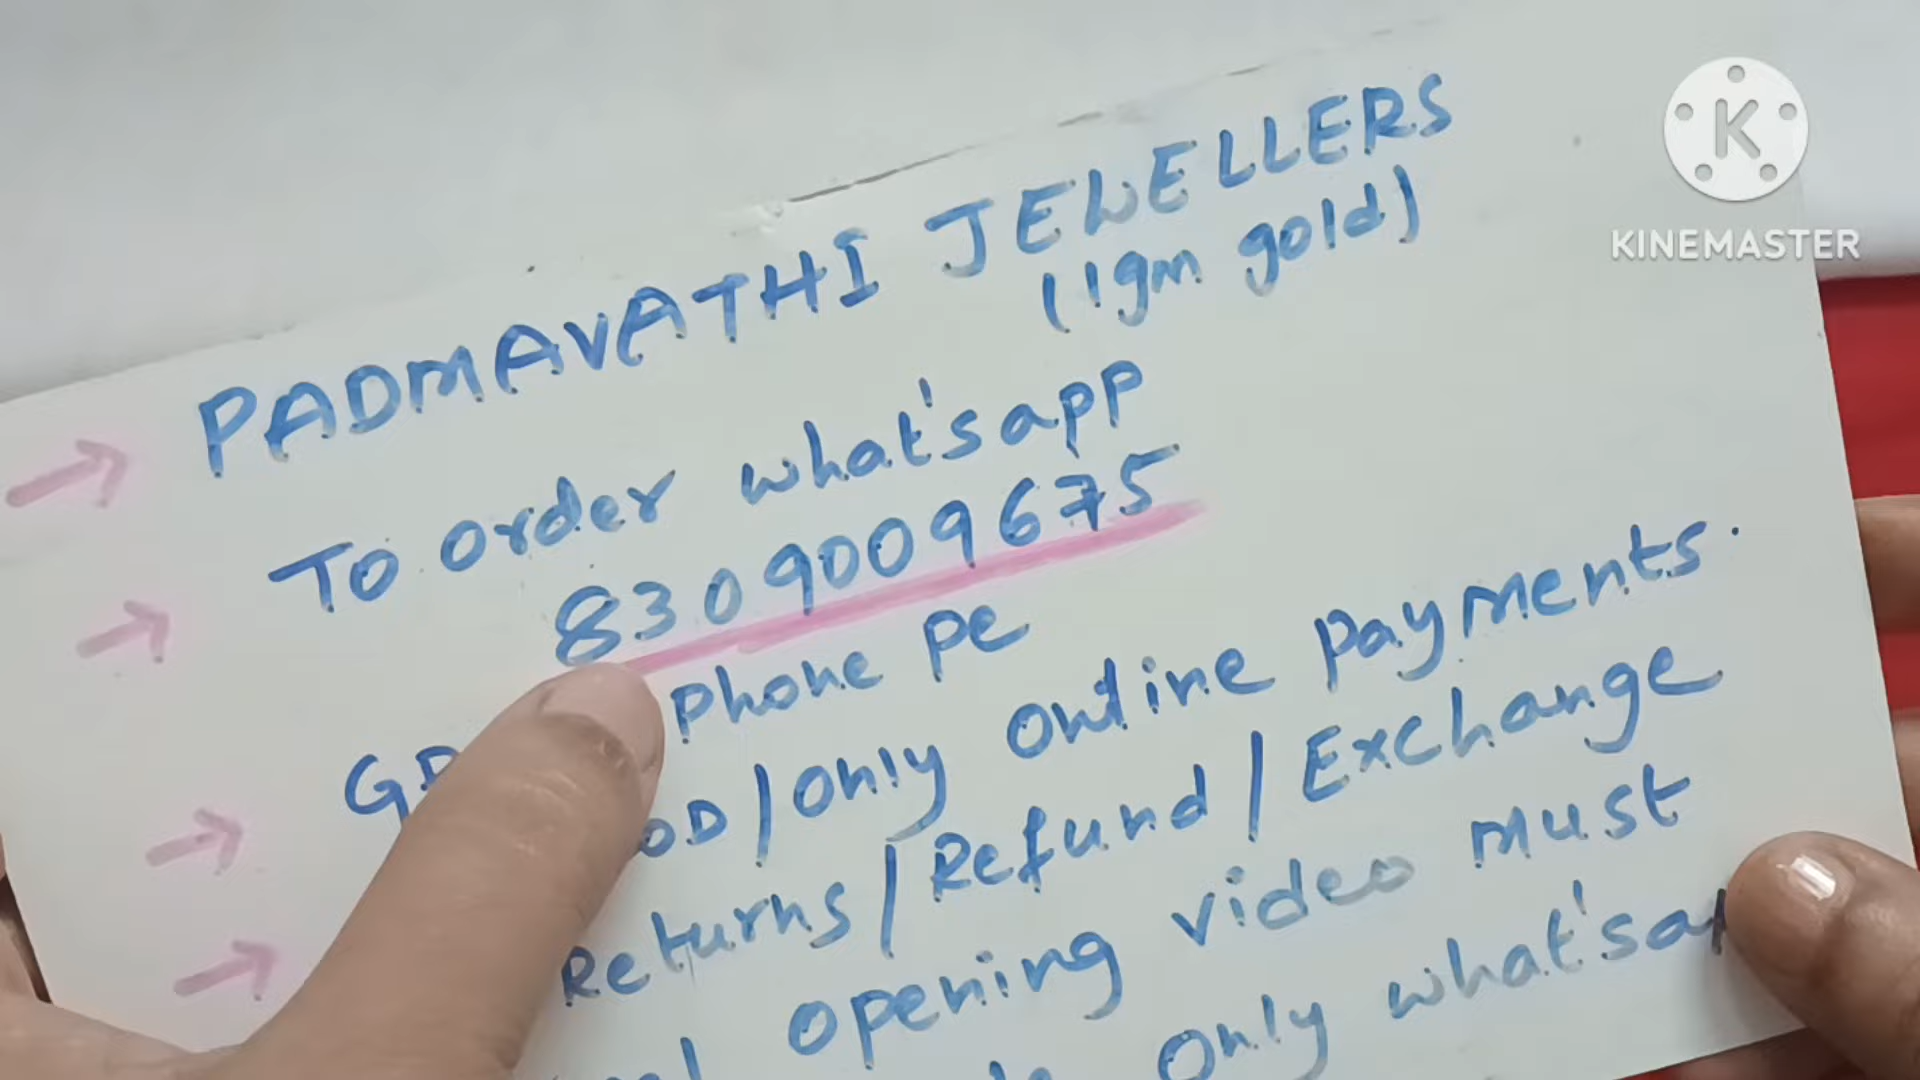 PADMAVATHI JEWELLERS
(1gm gold)
To order what'sapp
8309009675
Phone Pe
OD/only online payments.
Returns/Refund/Exchange
opening video must
only what'sa
K
KINEMASTER